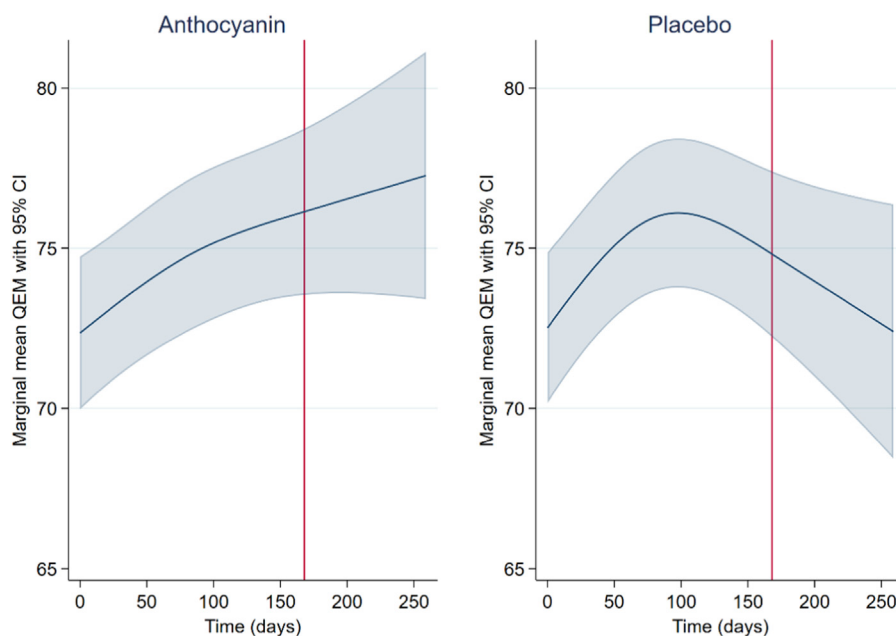 Anthocyanin
Placebo
Marginal mean QEM with 95% CI
80
75
70
65
0 50 100 150 200 250
Time (days)
Marginal mean QEM with 95% CI
80
75
70
65
0 50 100 150 200 250
Time (days)